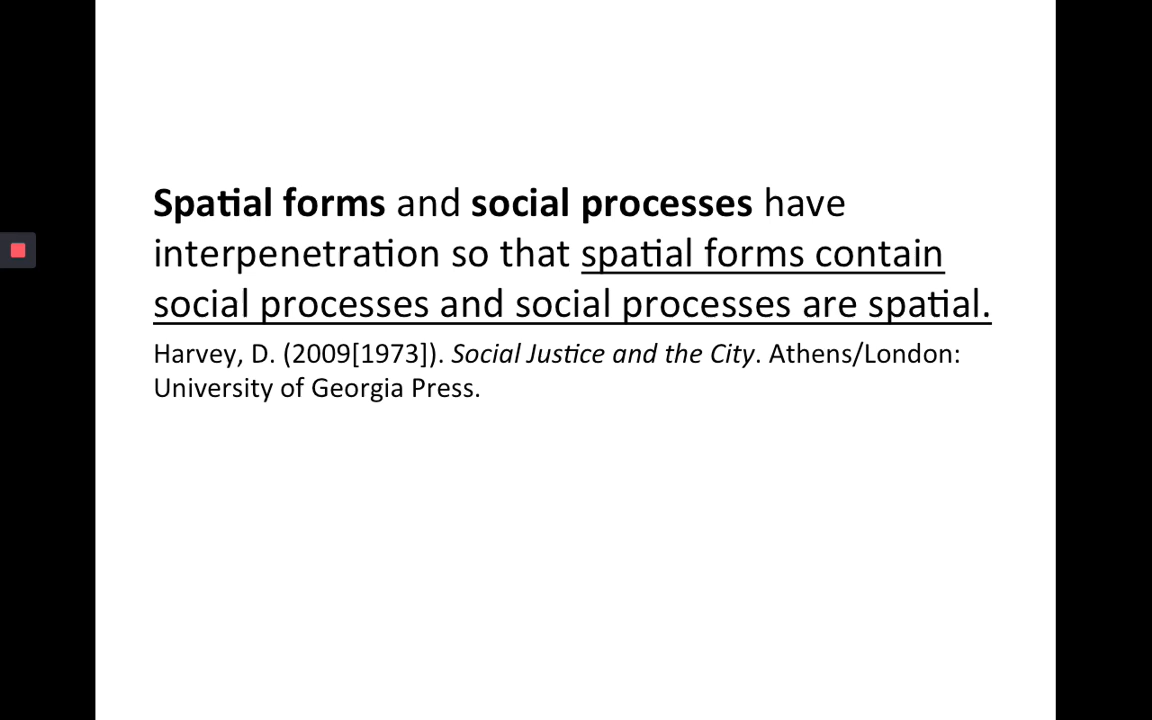 Spatial forms and social processes have
interpenetration so that spatial forms contain
social processes and social processes are spatial.
Harvey, D. (2009[1973]). Social Justice and the City. Athens/London:
University of Georgia Press.